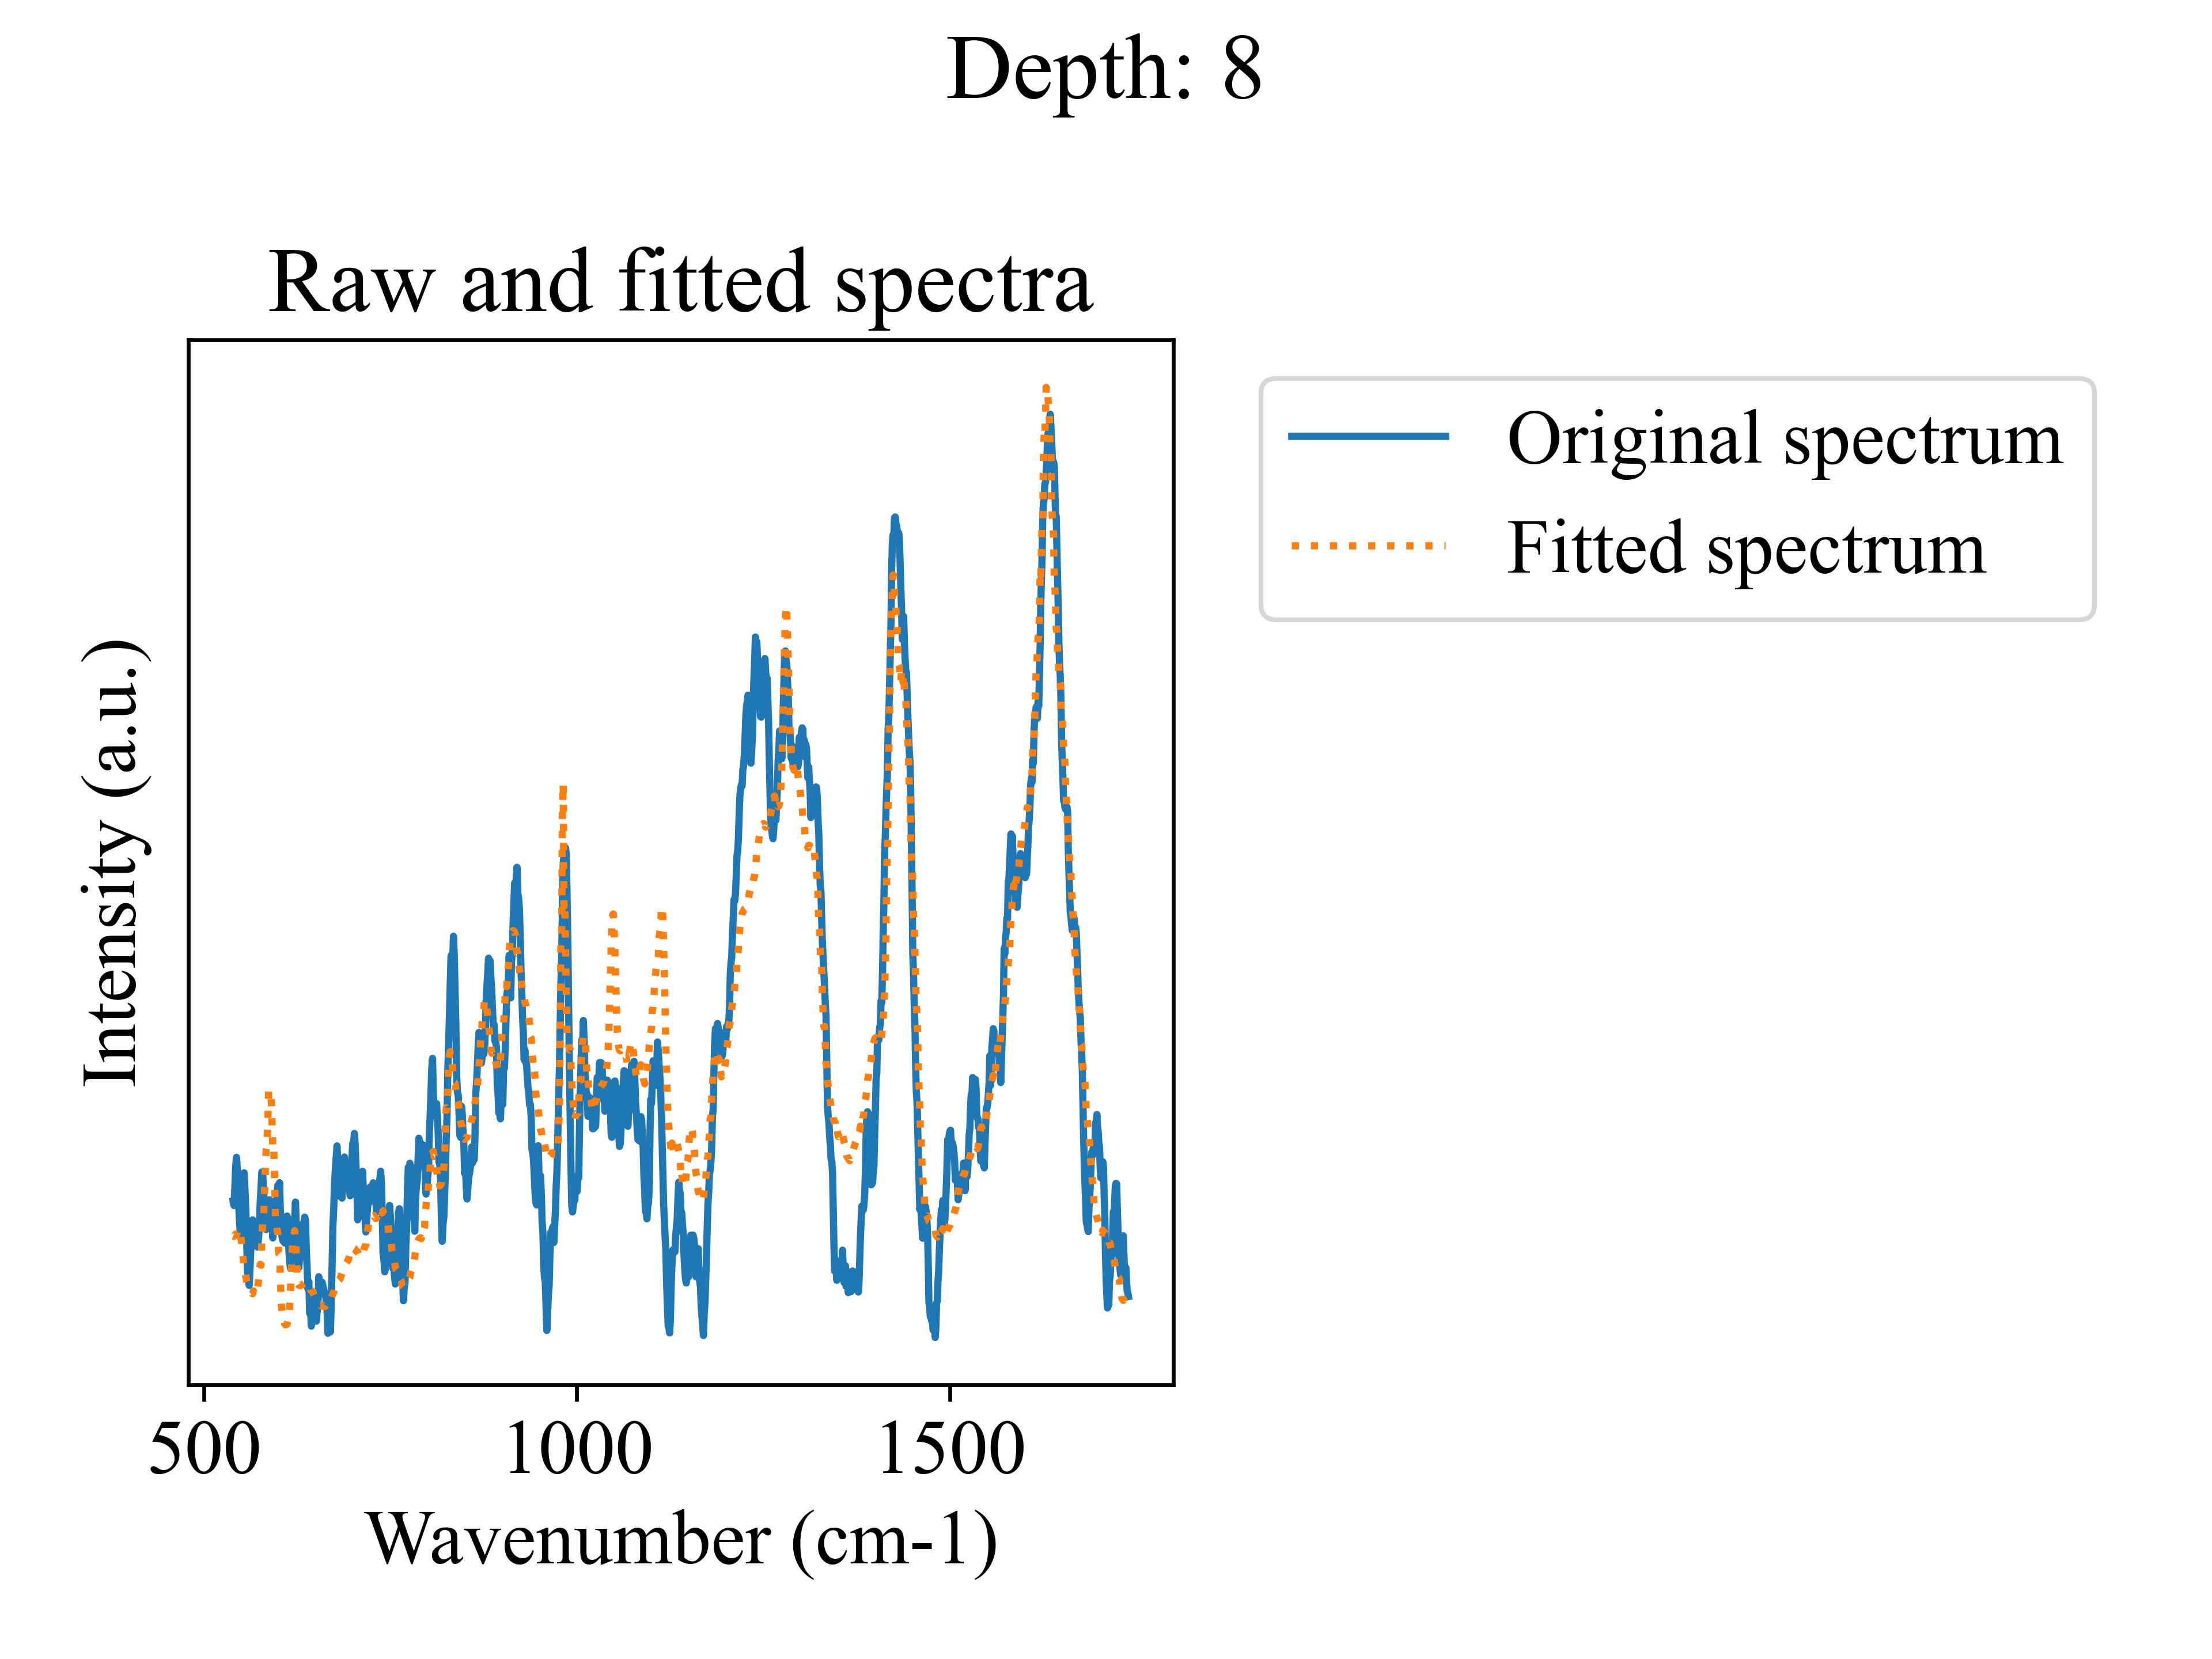 Depth: 8
Raw and fitted spectra
Original spectrum
Fitted spectrum
Intensity (a.u.)
500 1000 1500
Wavenumber (cm-1)